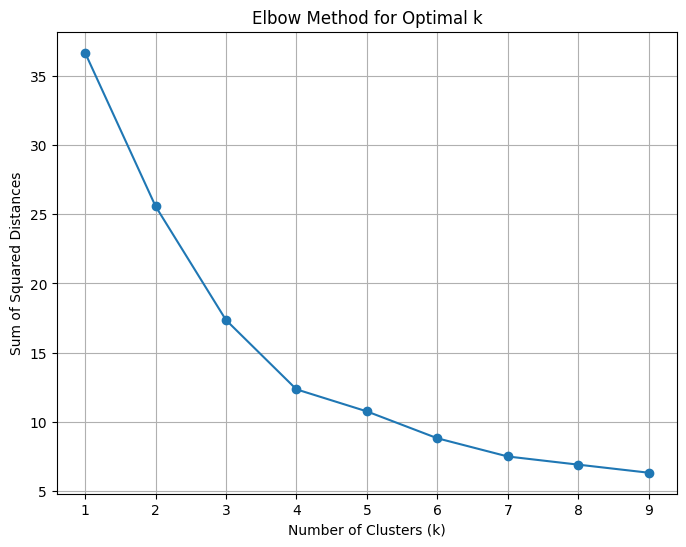 Elbow Method for Optimal k
Sum of Squared Distances
35
30
25
20
15
10
5
1 2 3 4 5 6 7 8 9
Number of Clusters (k)